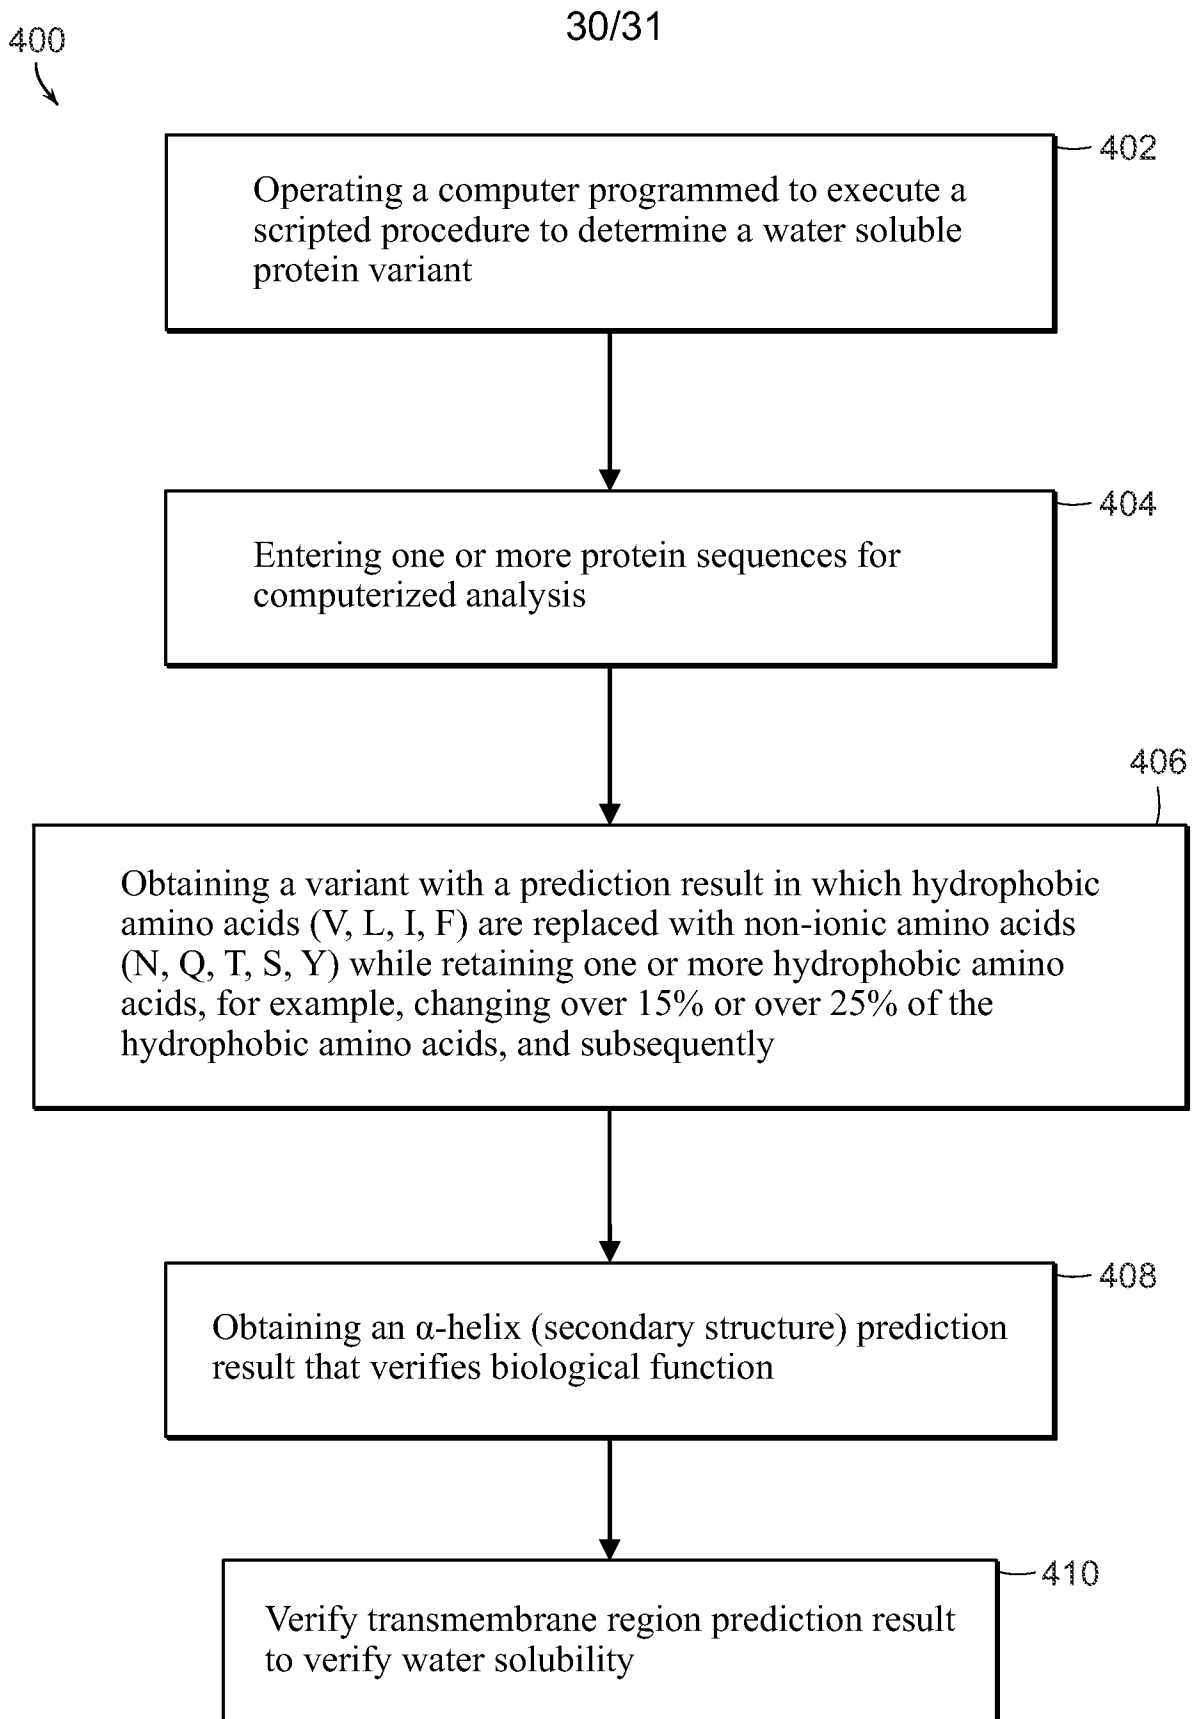 30/31
400
402
Operating a computer programmed to execute a
scripted procedure to determine a water soluble
protein variant
404
Entering one or more protein sequences for
computerized analysis
406
Obtaining a variant with a prediction result in which hydrophobic
amino acids (V, L, I, F) are replaced with non-ionic amino acids
(N, Q, T, S, Y) while retaining one or more hydrophobic amino
acids, for example, changing over 15% or over 25% of the
hydrophobic amino acids, and subsequently
408
Obtaining an α-helix (secondary structure) prediction
result that verifies biological function
410
Verify transmembrane region prediction result
to verify water solubility